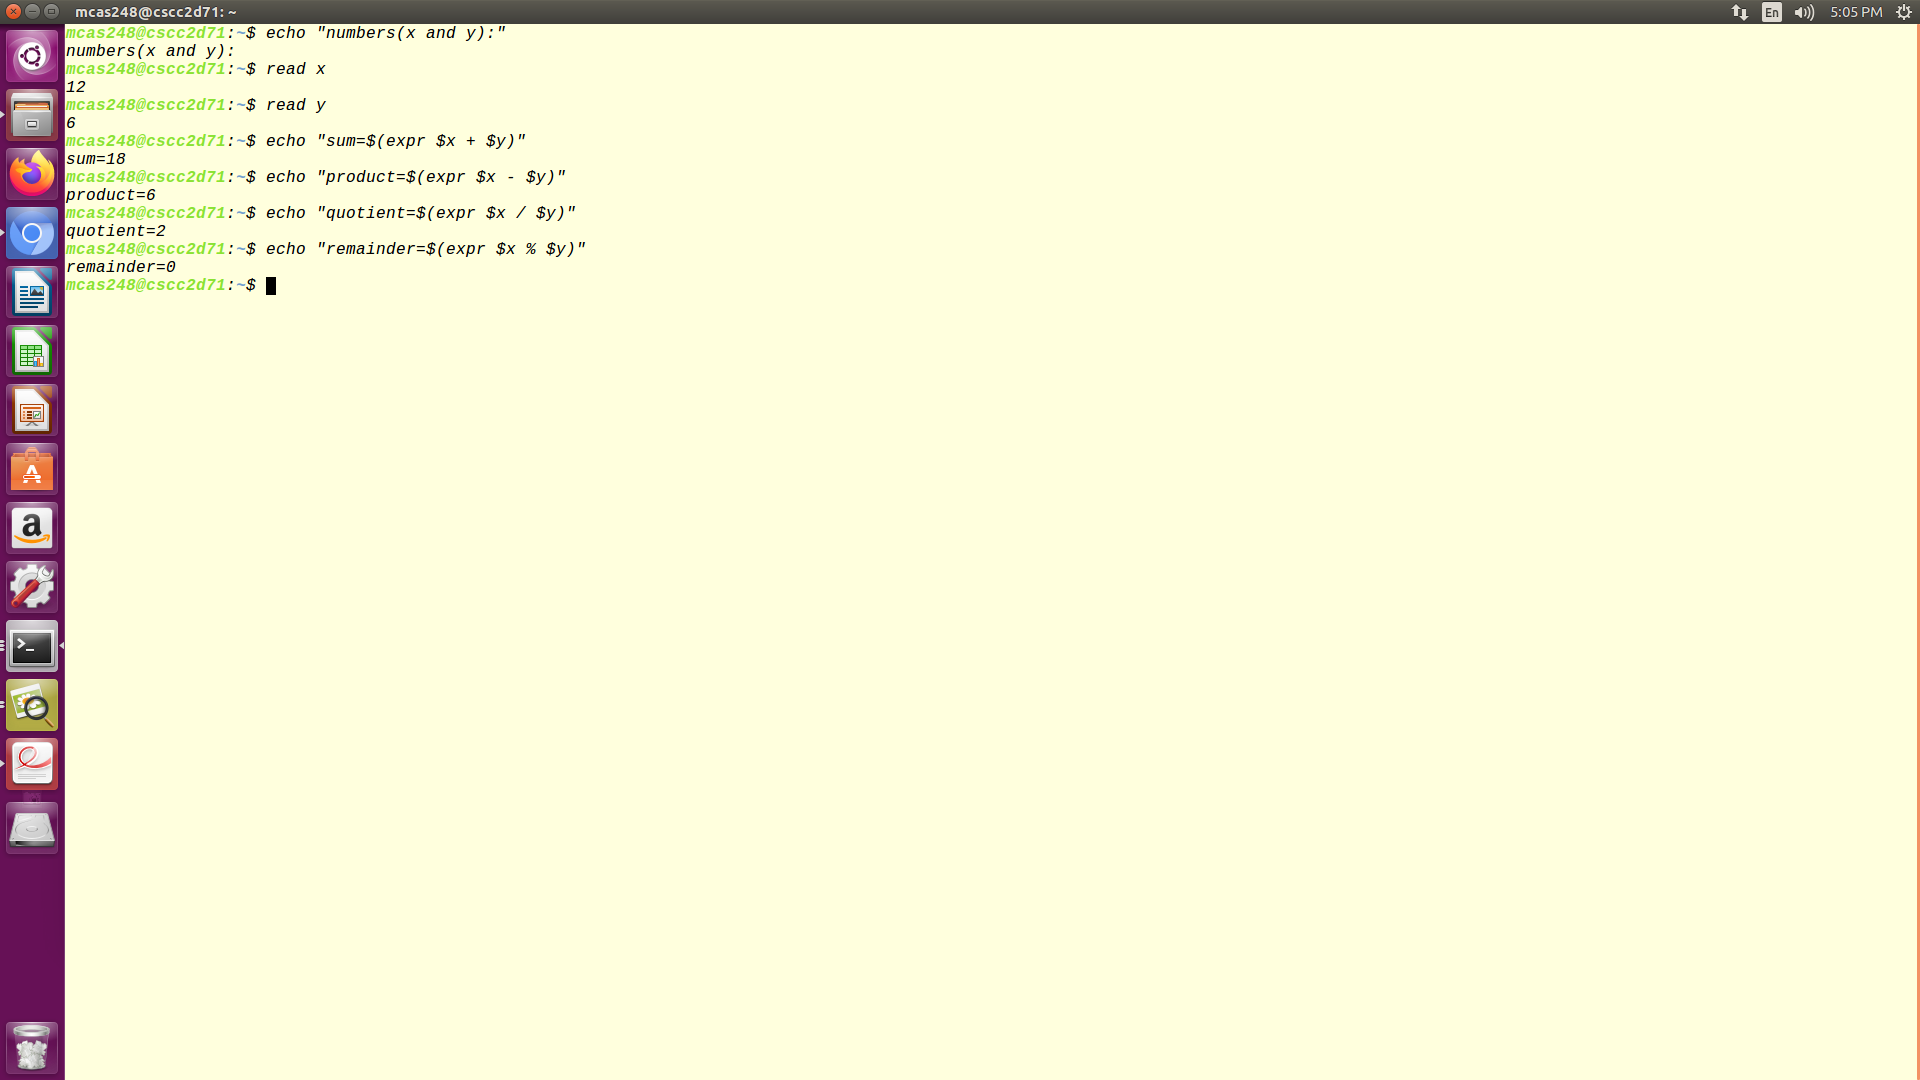 mcas248@cscc2d71: ~
En
5:05 PM
mcas248@cscc2d71:~$ echo "numbers(x and y):"
numbers(x and y):
mcas248@cscc2d71:~$ read x
12
mcas248@cscc2d71:~$ read y
6
mcas248@cscc2d71:~$ echo "sum=$(expr $x + $y)"
sum=18
mcas248@cscc2d71:~$ echo "product=$(expr $x - $y)"
product=6
mcas248@cscc2d71:~$ echo "quotient=$(expr $x / $y)"
quotient=2
mcas248@cscc2d71:~$ echo "remainder=$(expr $x % $y)"
remainder=0
mcas248@cscc2d71:~$